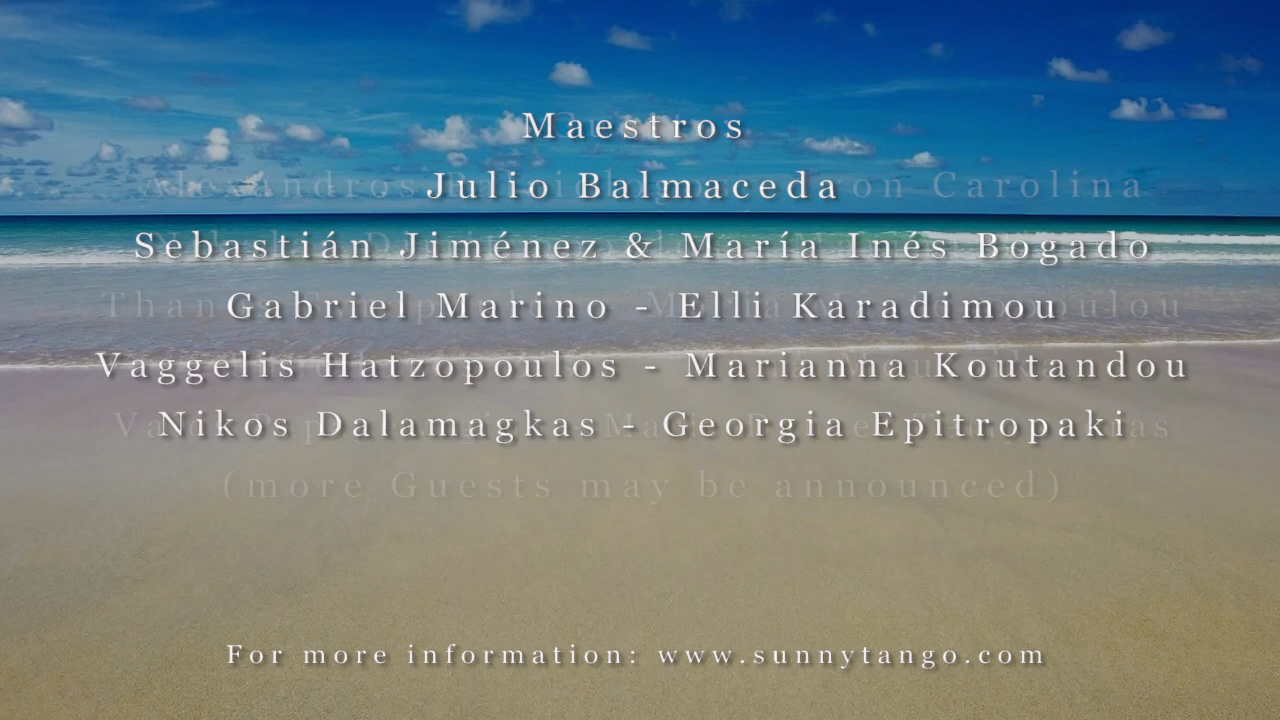 Maestros
Julio Balmaceda
Sebastián Jiménez & María Inés Bogado
Gabriel Marino - Elli Karadimou
Vaggelis Hatzopoulos - Marianna Koutandou
Nikos Dalamagkas - Georgia Epitropaki
(more Guests may be announced)
For more information: www.sunnytango.com